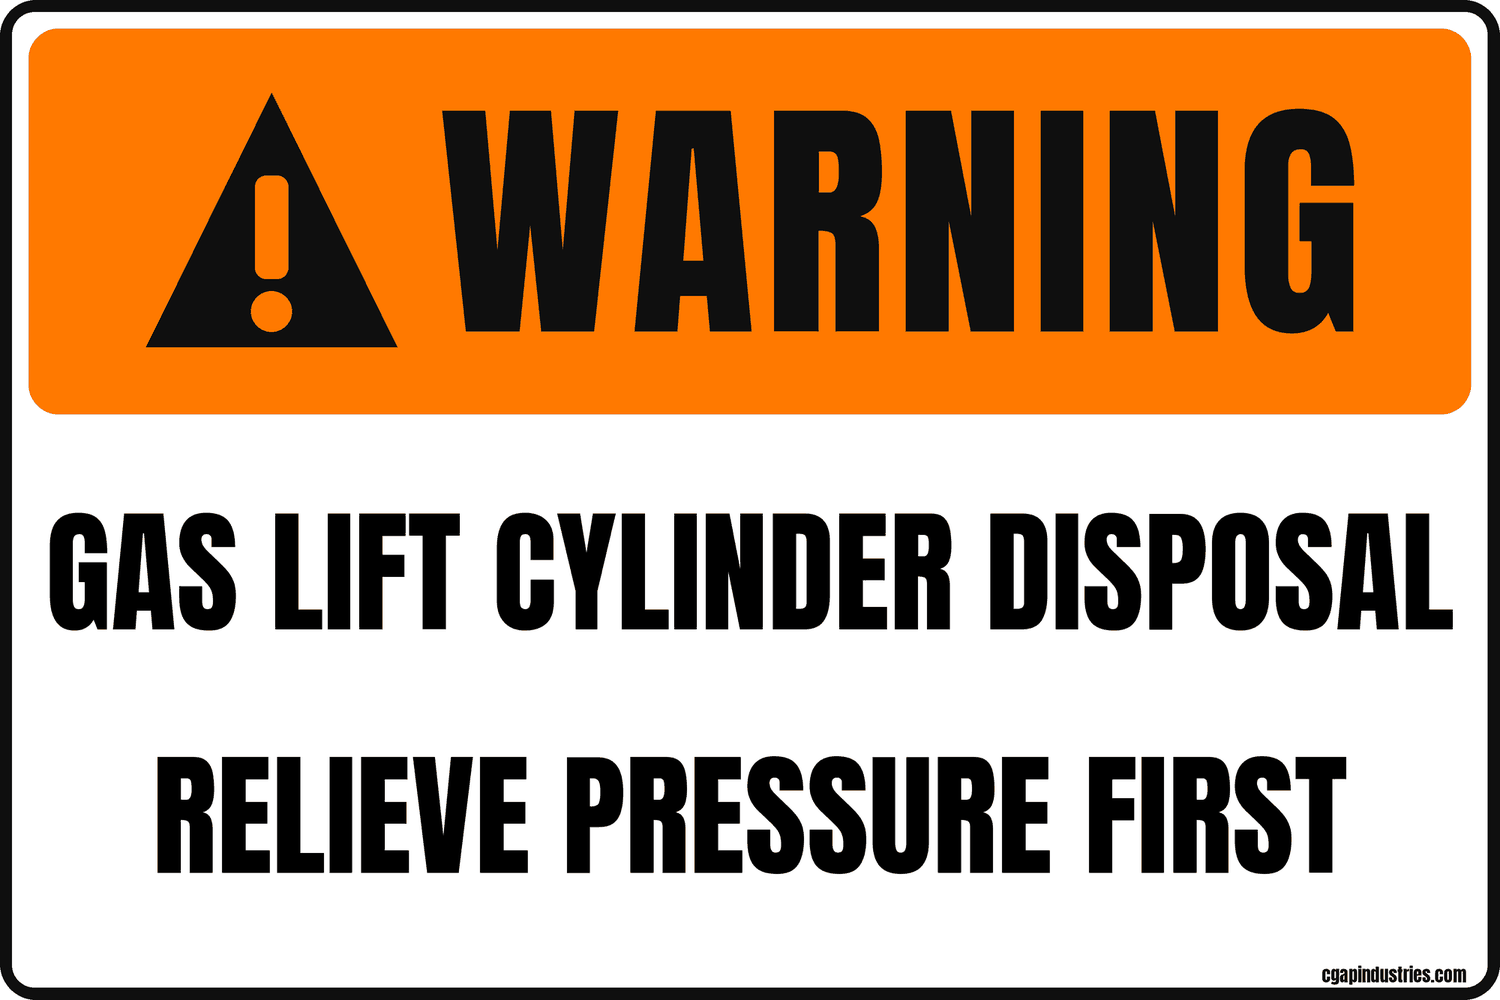 WARNING
GAS LIFT CYLINDER DISPOSAL
RELIEVE PRESSURE FIRST
cgapindustries.com